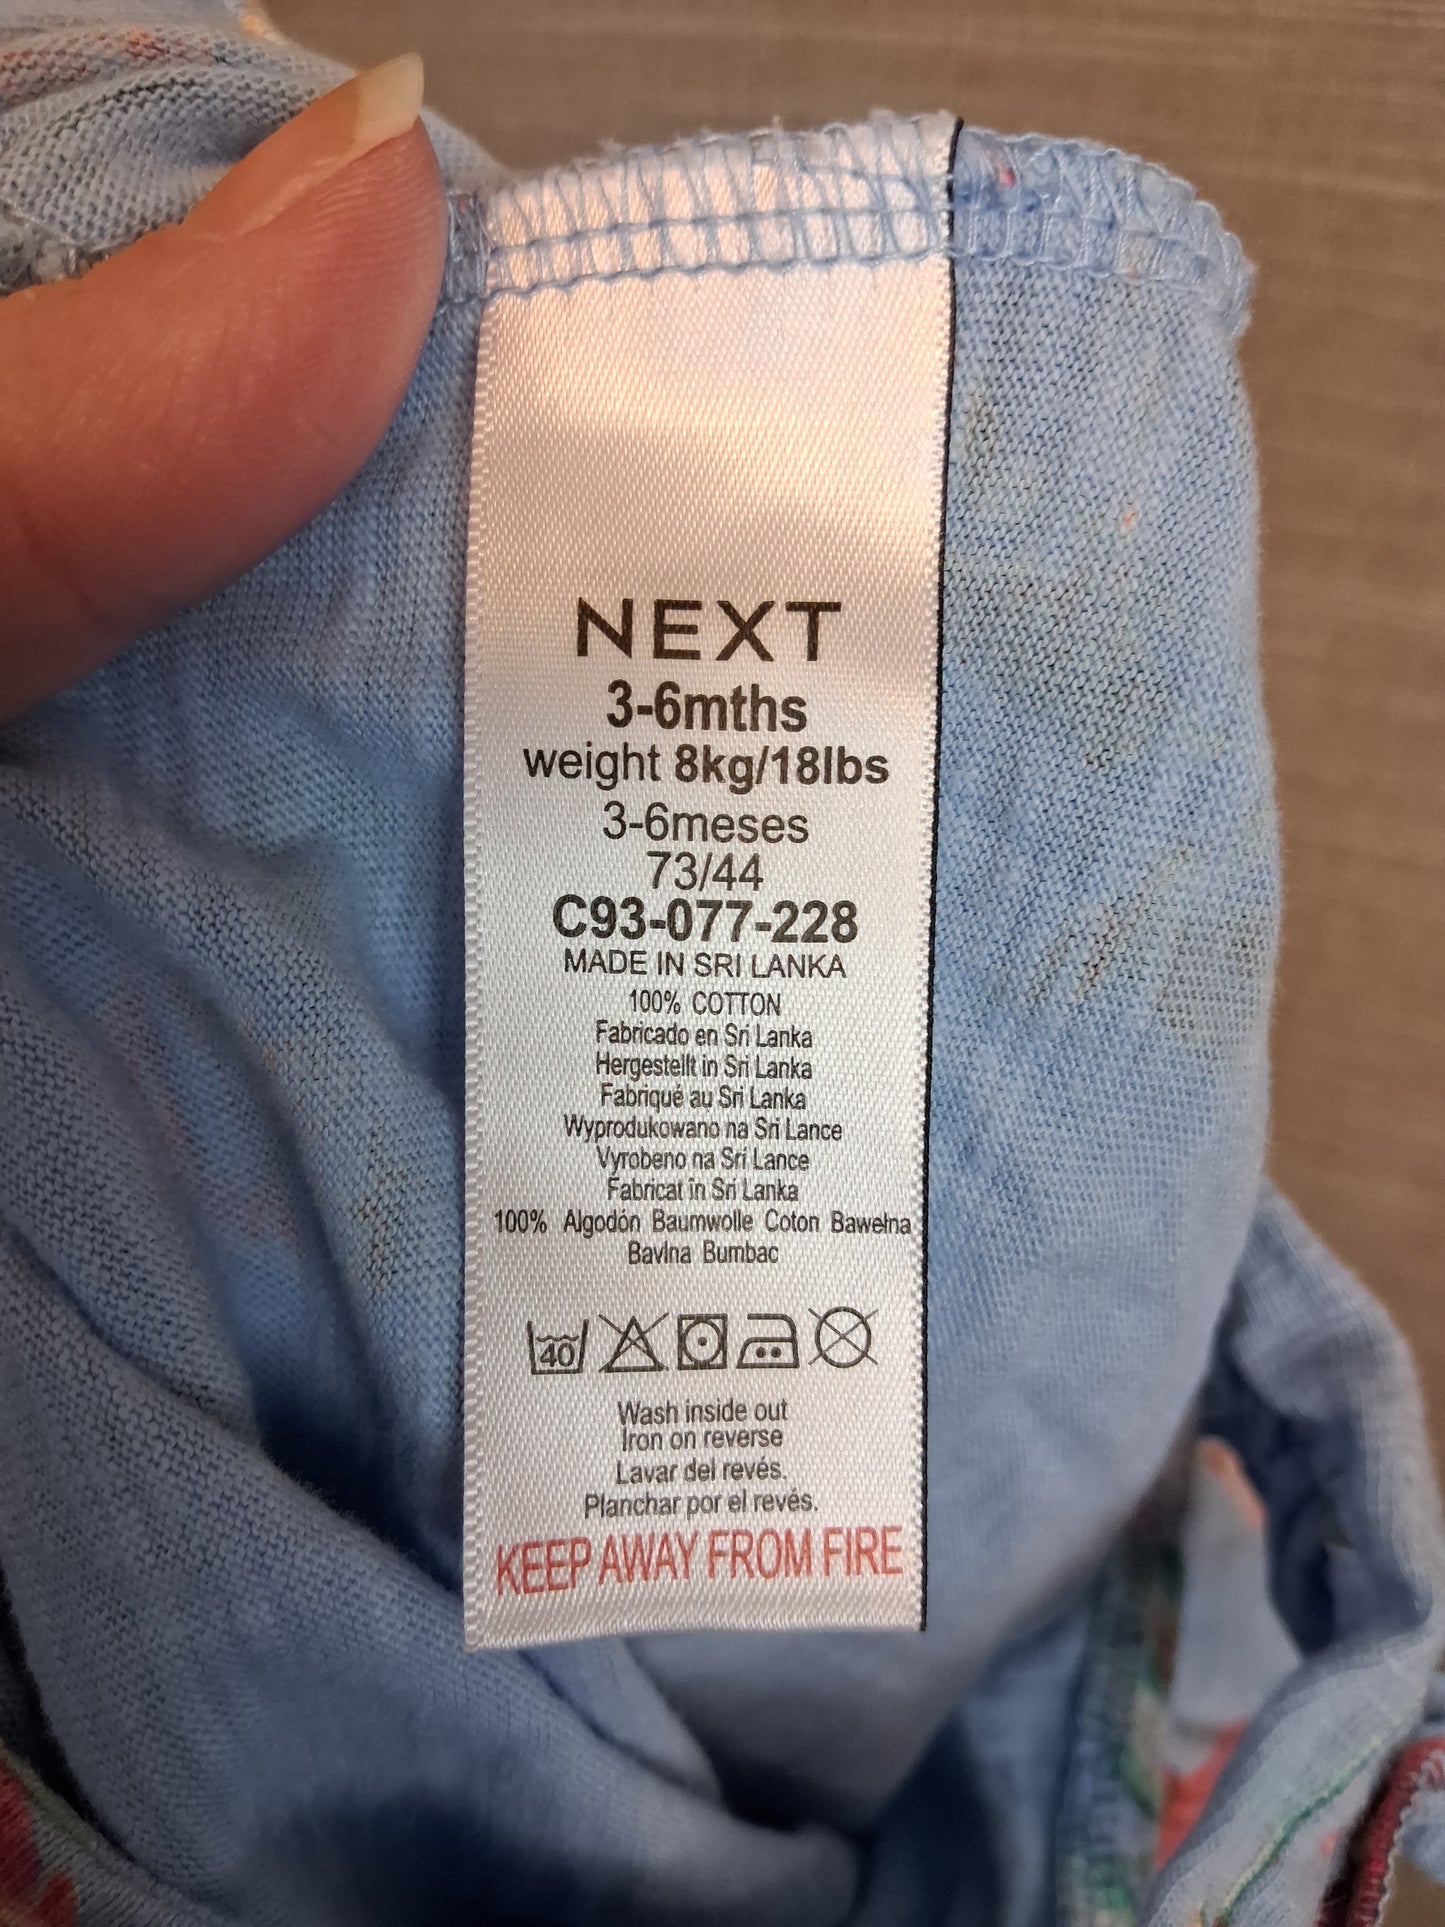 NEXT
3-6mths
weight 8kg/18lbs
3-6meses
73/44
C93-077-228
MADE IN SRI LANKA
100% COTTON
Fabricado en Sri Lanka
Hergestellt in Sri Lanka
Fabriqué au Sri Lanka
Wyprodukowano na Sri Lance
Vyrobeno na Sri Lance
Fabricat în Sri Lanka
100% Algodón Baumwolle Coton Bawełna
Bavlna Bumbac
40
Wash inside out
Iron on reverse
Lavar del revés.
Planchar por el revés.
KEEP AWAY FROM FIRE